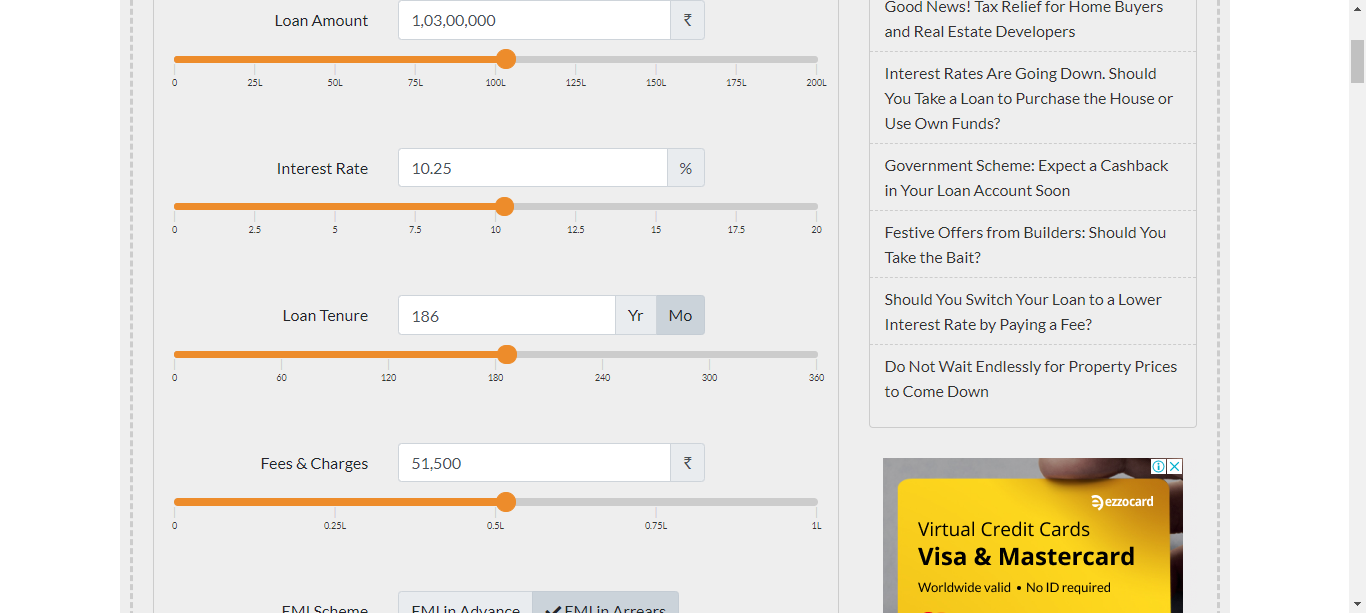 Loan Amount
1,03,00,000
₹
0 25L 50L 75L 100L 125L 150L 175L 200L
Interest Rate
10.25
%
0 2.5 5 7.5 10 12.5 15 17.5 20
Loan Tenure
186
Yr
Mo
0 60 120 180 240 300 360
Fees & Charges
51,500
₹
0 0.25L 0.5L 0.75L 1L
EMI Scheme
EMI in Advance
EMI in Arrears
Good News! Tax Relief for Home Buyers
and Real Estate Developers
Interest Rates Are Going Down. Should
You Take a Loan to Purchase the House or
Use Own Funds?
Government Scheme: Expect a Cashback
in Your Loan Account Soon
Festive Offers from Builders: Should You
Take the Bait?
Should You Switch Your Loan to a Lower
Interest Rate by Paying a Fee?
Do Not Wait Endlessly for Property Prices
to Come Down
ezzocard
Virtual Credit Cards
Visa & Mastercard
Worldwide valid • No ID required